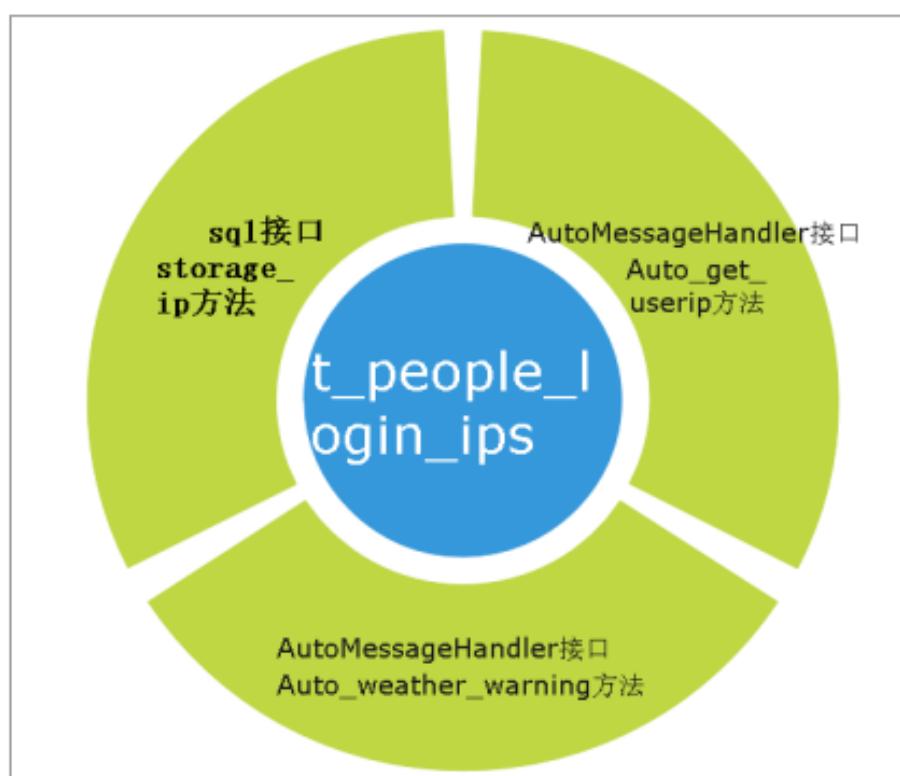 sql接口
storage_
ip方法
AutoMessageHandler接口
Auto_get_
userip方法
t_people_l
ogin_ips
AutoMessageHandler接口
Auto_weather_warning方法